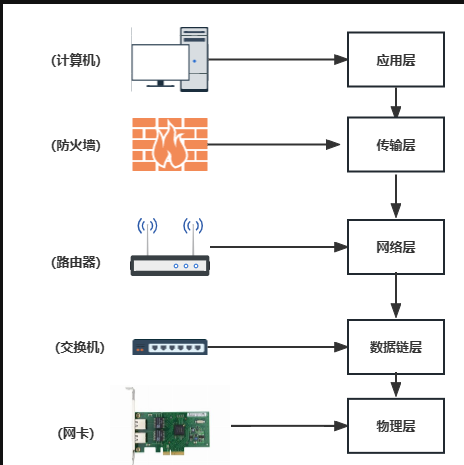 (计算机)
应用层
(防火墙)
传输层
(路由器)
网络层
(交换机)
数据链层
(网卡)
物理层